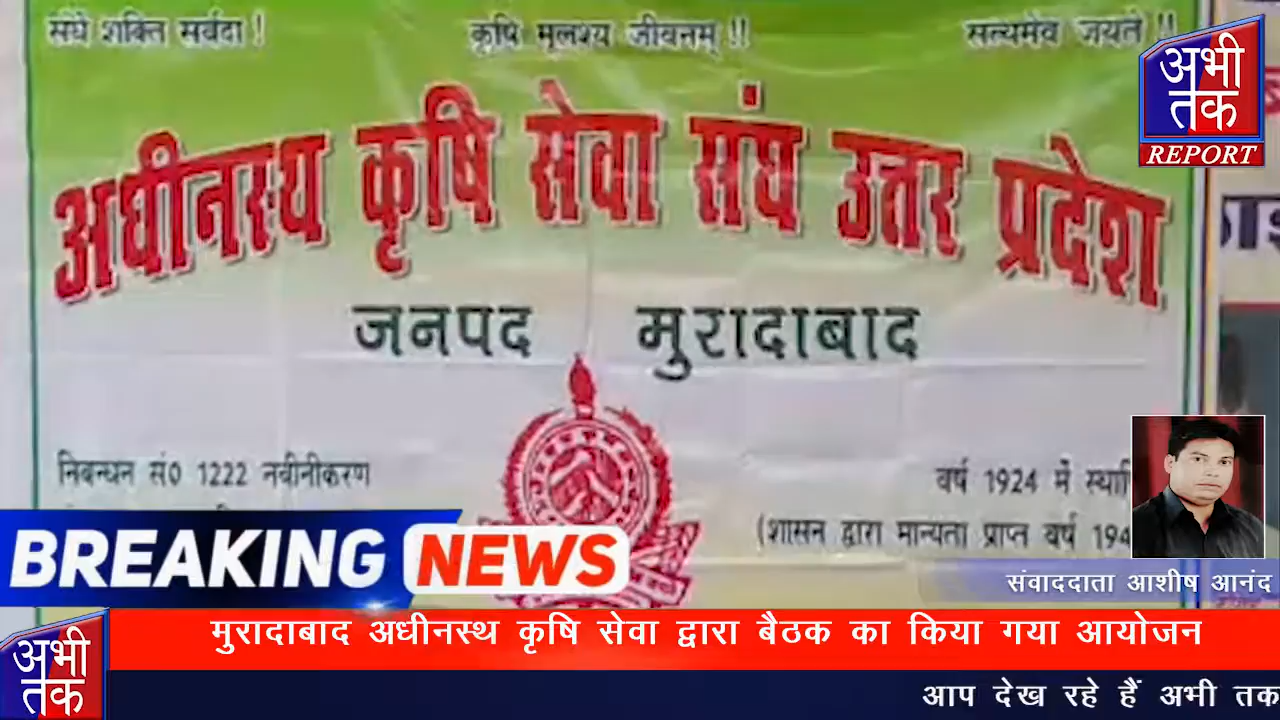 संघे शक्ति सर्वदा ! कृषि मूलश्य जीवनम् !! सत्यमेव जयते !!
अभी
तक
REPORT
अधीनस्थ कृषि सेवा संघ उत्तर प्रदेश
जनपद मुरादाबाद
निबन्धन सं0 1222 नवीनीकरण
वर्ष 1924 में
(शासन द्वारा मान्यता प्राप्त वर्ष
BREAKING NEWS
संवाददाता आशीष आनंद
मुरादाबाद अधीनस्थ कृषि सेवा द्वारा बैठक का किया गया आयोजन
अभी
तक
आप देख रहे हैं अभी तक